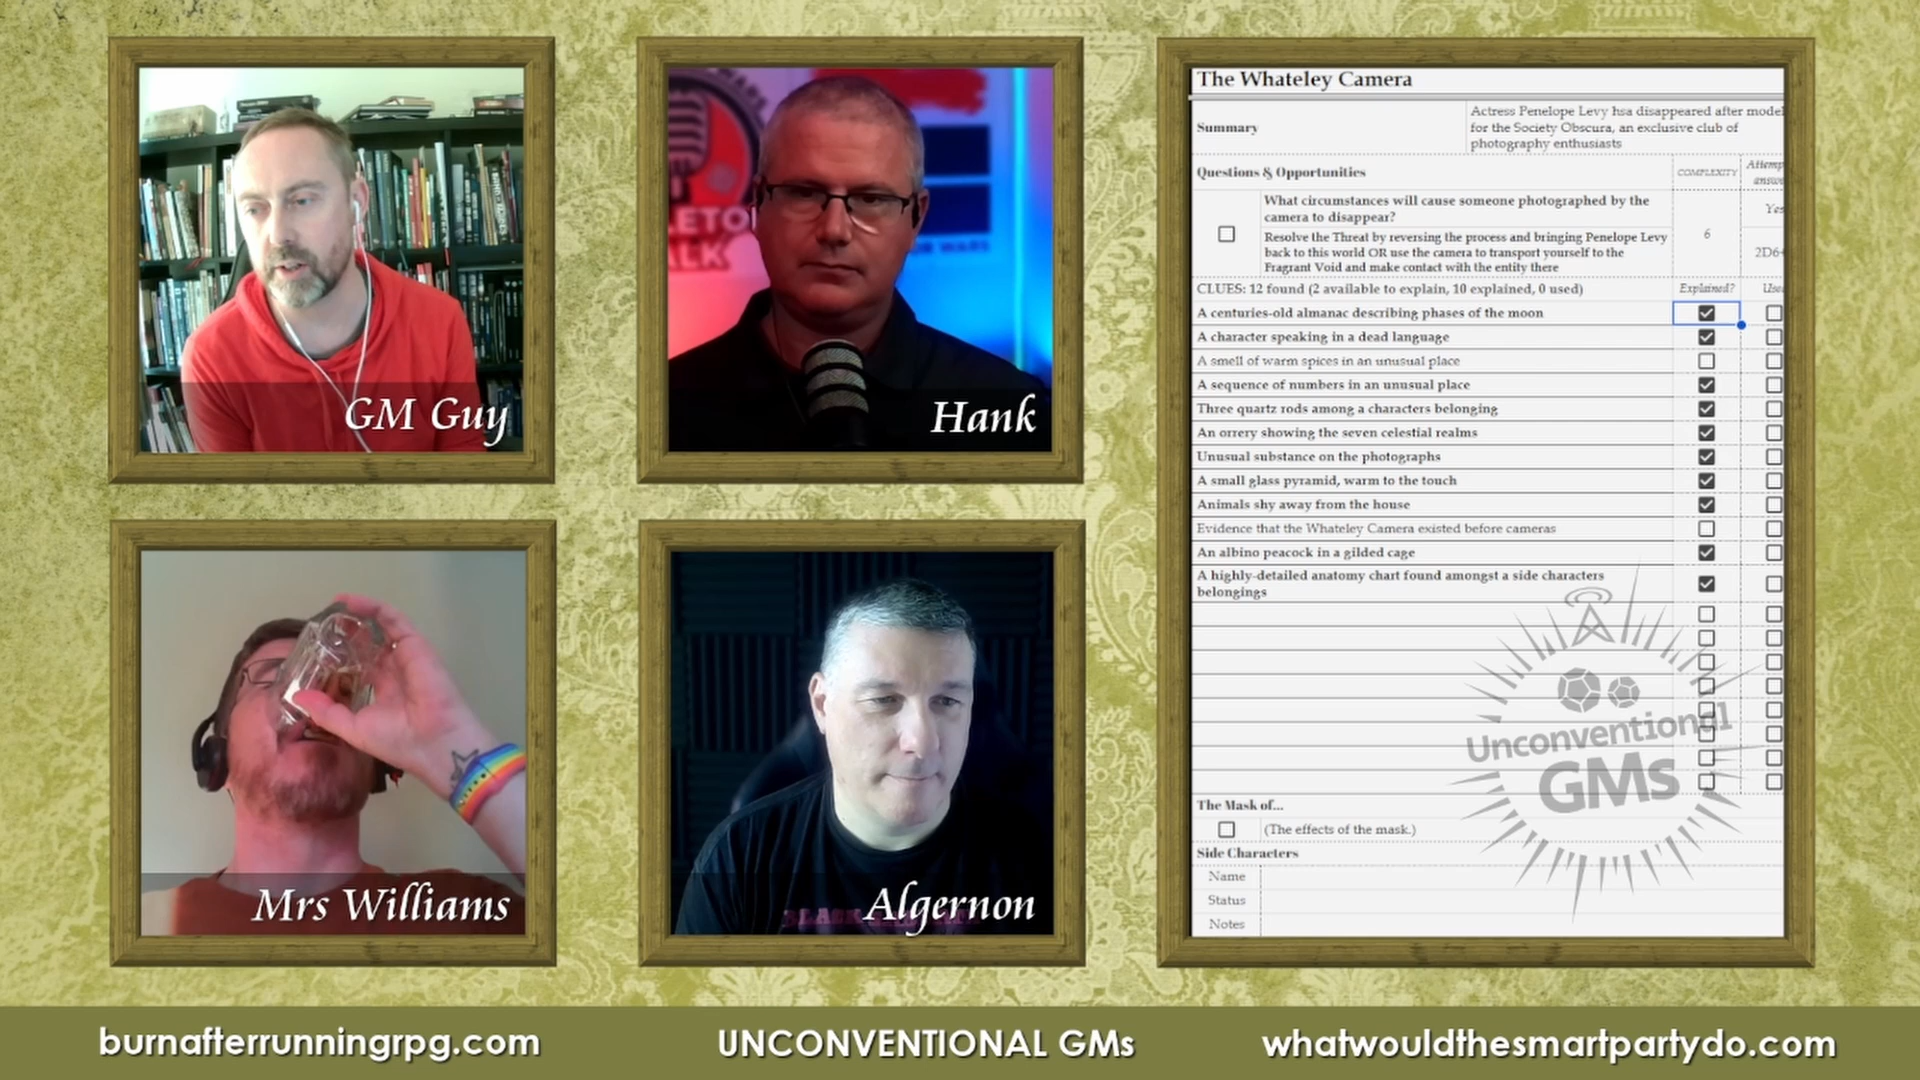 GM Guy
Hank
Mrs Williams
Algernon
The Whateley Camera
Summary
Actress Penelope Levy hsa disappeared after model
for the Society Obscura, an exclusive club of
photography enthusiasts
Questions & Opportunities
COMPLEXITY
What circumstances will cause someone photographed by the
camera to disappear?
Yes
6
Resolve the Threat by reversing the process and bringing Penelope Levy
back to this world OR use the camera to transport yourself to the
Fragrant Void and make contact with the entity there
CLUES: 12 found (2 available to explain, 10 explained, 0 used)
Explained?
A centuries-old almanac describing phases of the moon
A character speaking in a dead language
A smell of warm spices in an unusual place
A sequence of numbers in an unusual place
Three quartz rods among a characters belonging
An orrery showing the seven celestial realms
Unusual substance on the photographs
A small glass pyramid, warm to the touch
Animals shy away from the house
Evidence that the Whateley Camera existed before cameras
An albino peacock in a gilded cage
A highly-detailed anatomy chart found amongst a side characters
belongings
Unconventional
GMs
The Mask of...
(The effects of the mask.)
Side Characters
Name
Status
Notes
burnafterrunningrpg.com
UNCONVENTIONAL GMs
whatwouldthesmartpartydo.com